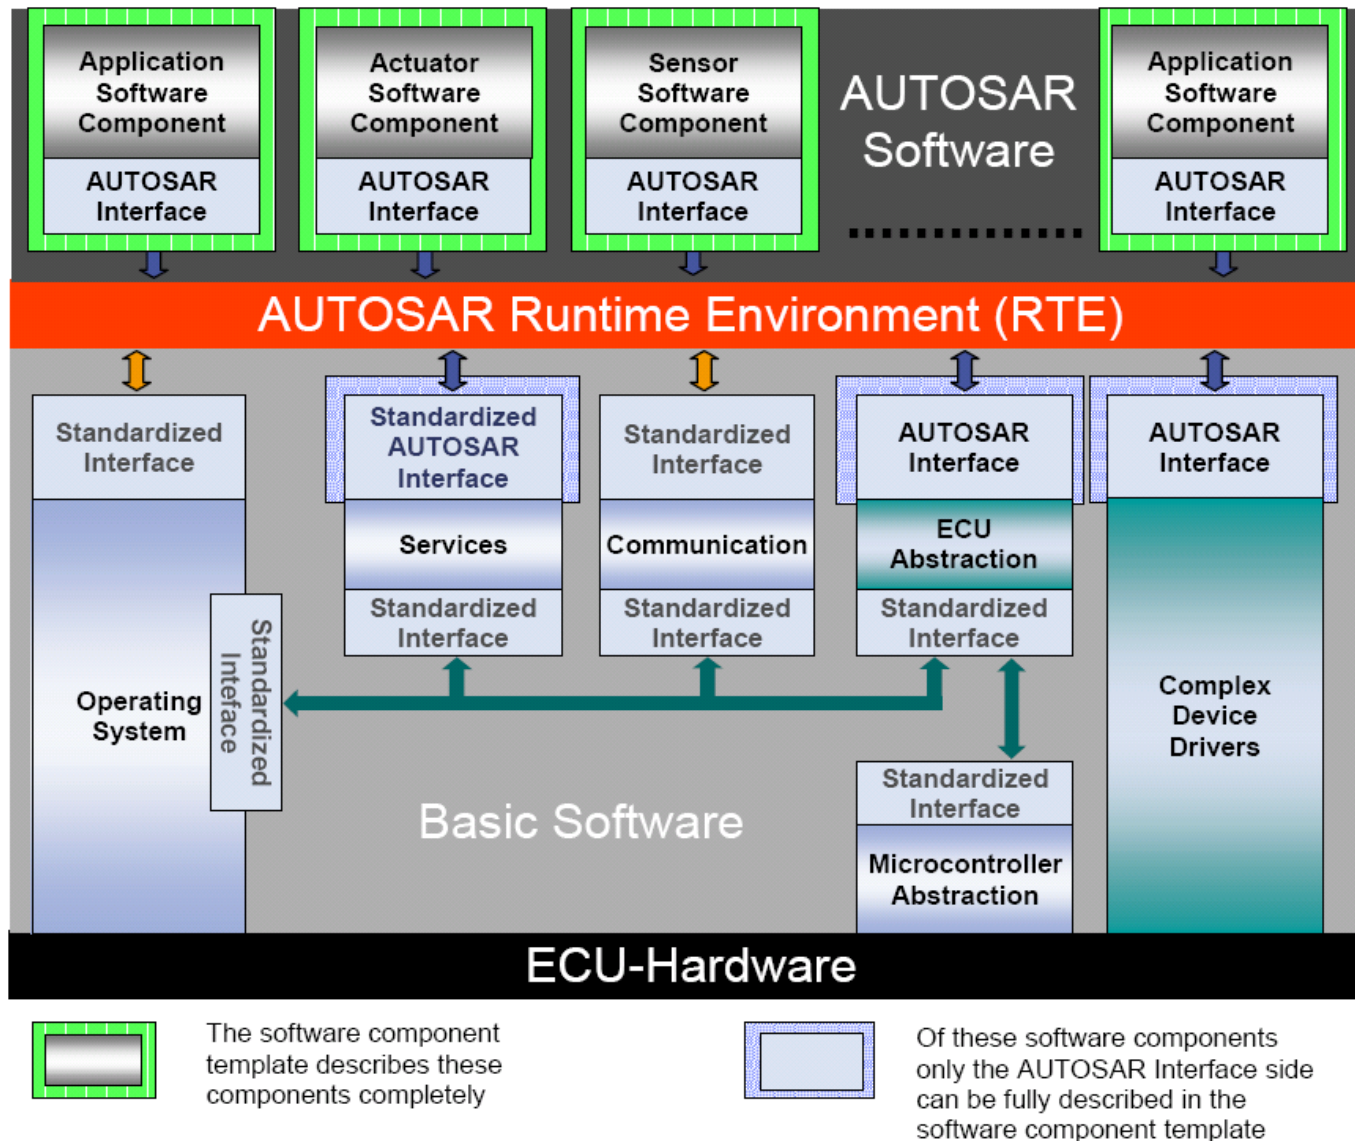 Application
Software
Component
AUTOSAR
Interface
Actuator
Software
Component
AUTOSAR
Interface
Sensor
Software
Component
AUTOSAR
Interface
AUTOSAR
Software
Application
Software
Component
AUTOSAR
Interface
AUTOSAR Runtime Environment (RTE)
Standardized
Interface
Operating
System
Standardized
Inteface
Standardized
AUTOSAR
Interface
Services
Standardized
Interface
Standardized
Interface
Communication
Standardized
Interface
AUTOSAR
Interface
ECU
Abstraction
Standardized
Interface
Standardized
Interface
Microcontroller
Abstraction
AUTOSAR
Interface
Complex
Device
Drivers
Basic Software
ECU-Hardware
The software component
template describes these
components completely
Of these software components
only the AUTOSAR Interface side
can be fully described in the
software component template